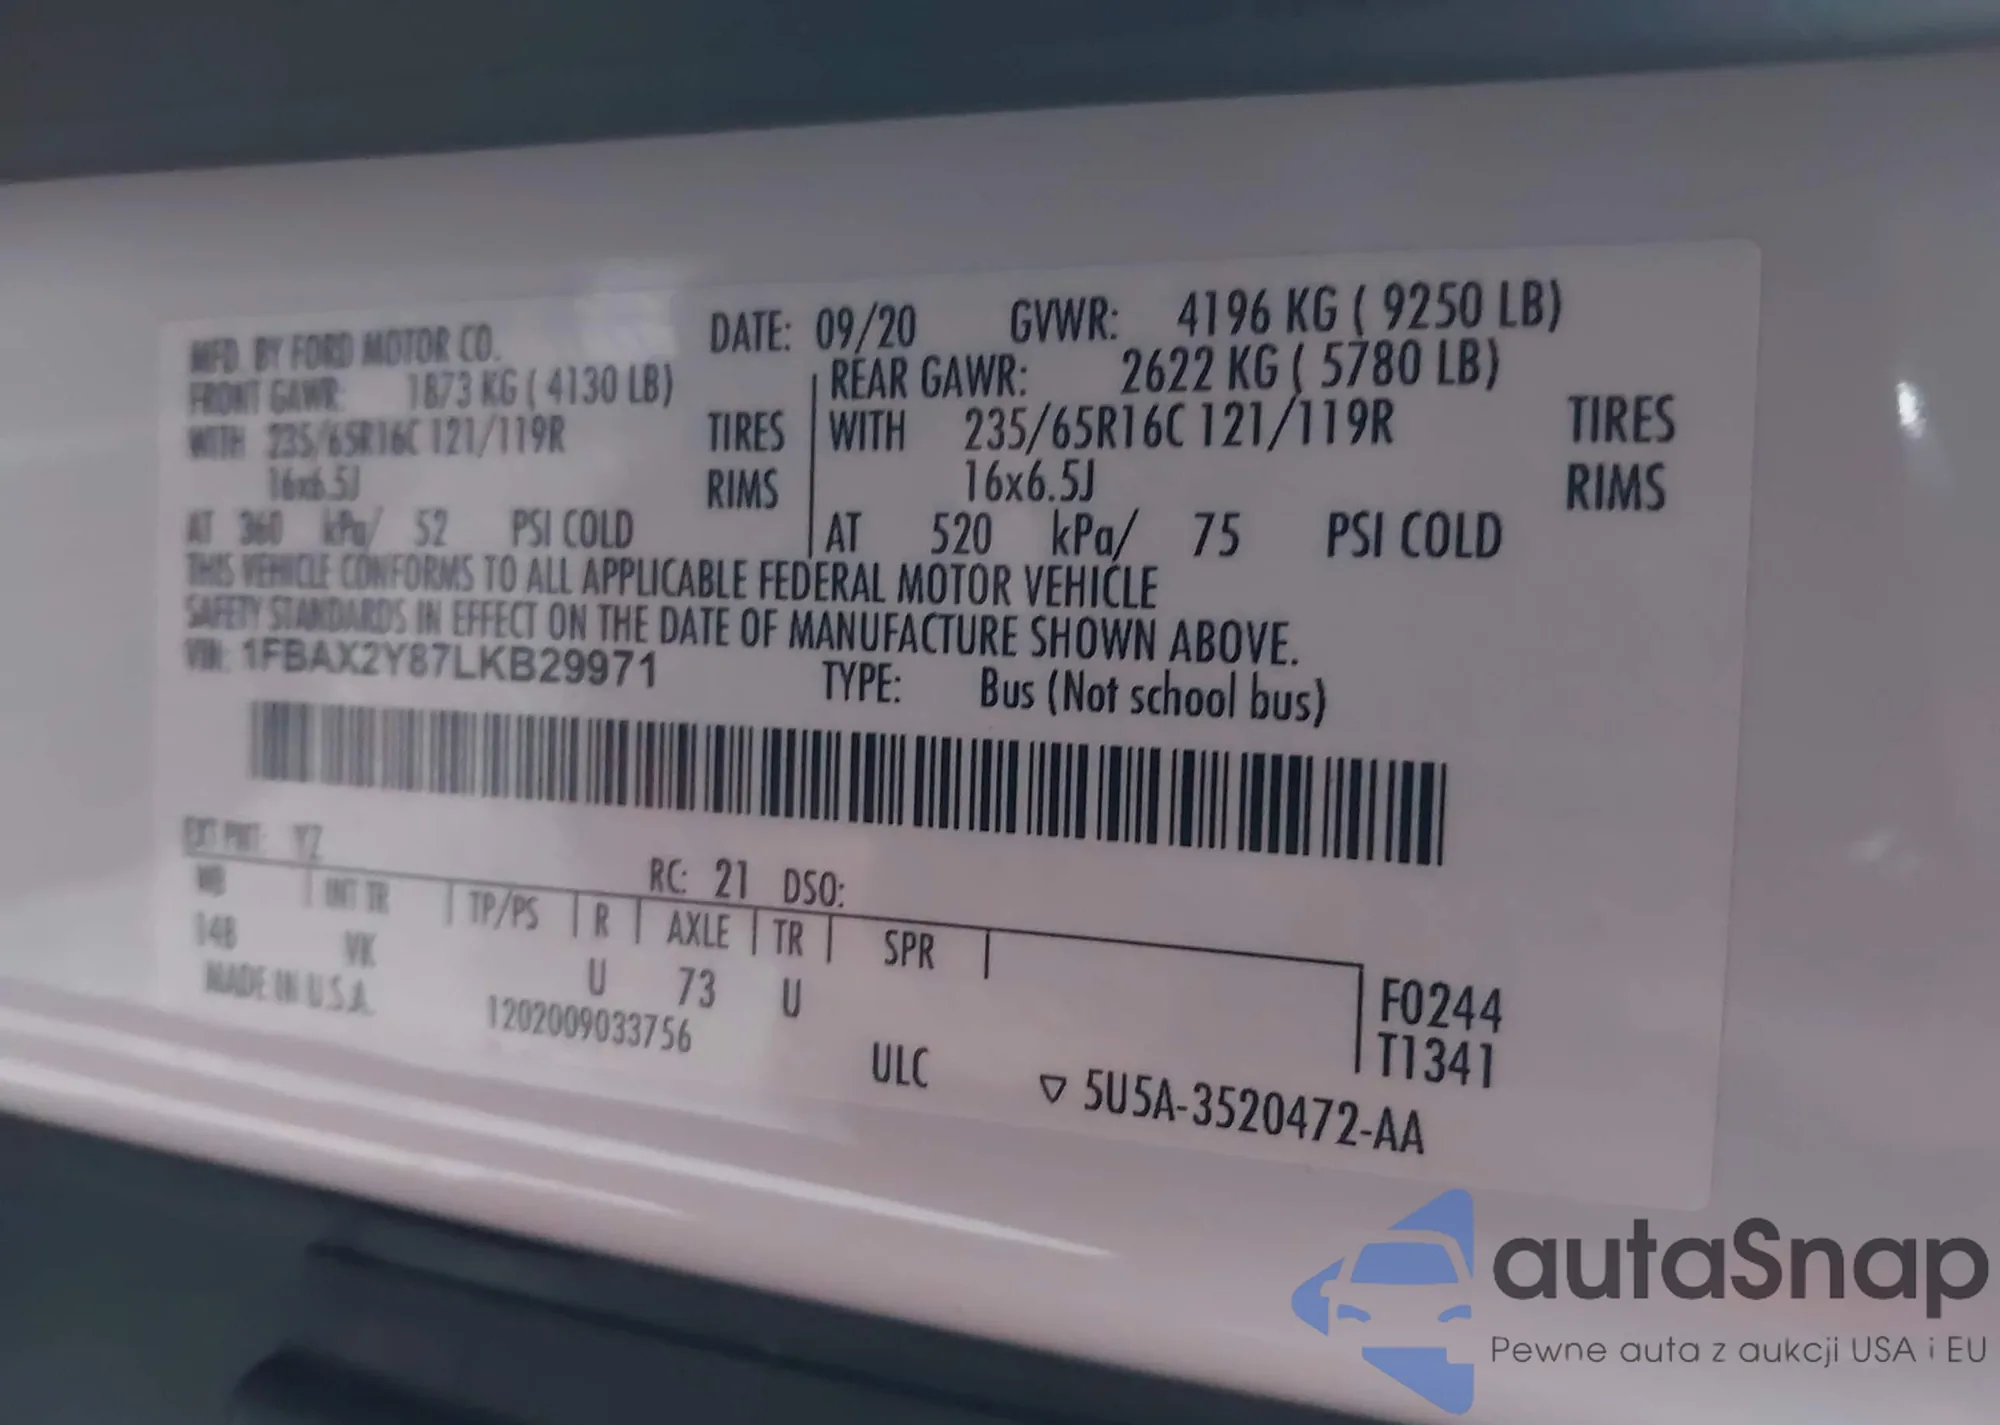 MFD. BY FORD MOTOR CO. DATE: 09/20 GVWR: 4196 KG ( 9250 LB)
FRONT GAWR: 1873 KG ( 4130 LB) REAR GAWR: 2622 KG ( 5780 LB)
WITH 235/65R16C 121/119R TIRES WITH 235/65R16C 121/119R TIRES
16x6.5J RIMS 16x6.5J RIMS
AT 360 kPa/ 52 PSI COLD AT 520 kPa/ 75 PSI COLD
THIS VEHICLE CONFORMS TO ALL APPLICABLE FEDERAL MOTOR VEHICLE
SAFETY STANDARDS IN EFFECT ON THE DATE OF MANUFACTURE SHOWN ABOVE.
VIN: 1FBAX2Y87LKB29971 TYPE: Bus (Not school bus)
EXT PNT: YZ RC: 21 DSO:
WB INT TR TP/PS R AXLE TR SPR
148 VK U 73 U
F0244
T1341
MADE IN U.S.A. 1202009033756
ULC ▽ 5U5A-3520472-AA
autaSnap
Pewne auta z aukcji USA i EU